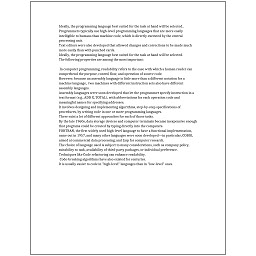 Ideally, the programming language best suited for the task at hand will be selected.
Programmers typically use high-level programming languages that are more easily
intelligible to humans than machine code, which is directly executed by the central
processing unit.
Text editors were also developed that allowed changes and corrections to be made much
more easily than with punched cards.
Ideally, the programming language best suited for the task at hand will be selected.
The following properties are among the most important:
In computer programming, readability refers to the ease with which a human reader can
comprehend the purpose, control flow, and operation of source code.
However, because an assembly language is little more than a different notation for a
machine language, two machines with different instruction sets also have different
assembly languages.
Assembly languages were soon developed that let the programmer specify instruction in a
text format (e.g., ADD X, TOTAL), with abbreviations for each operation code and
meaningful names for specifying addresses.
It involves designing and implementing algorithms, step-by-step specifications of
procedures, by writing code in one or more programming languages.
There exist a lot of different approaches for each of those tasks.
By the late 1960s, data storage devices and computer terminals became inexpensive enough
that programs could be created by typing directly into the computers.
FORTRAN, the first widely used high-level language to have a functional implementation,
came out in 1957, and many other languages were soon developed—in particular, COBOL
aimed at commercial data processing, and Lisp for computer research.
The choice of language used is subject to many considerations, such as company policy,
suitability to task, availability of third-party packages, or individual preference.
Techniques like Code refactoring can enhance readability.
Code-breaking algorithms have also existed for centuries.
It is usually easier to code in "high-level" languages than in "low-level" ones.